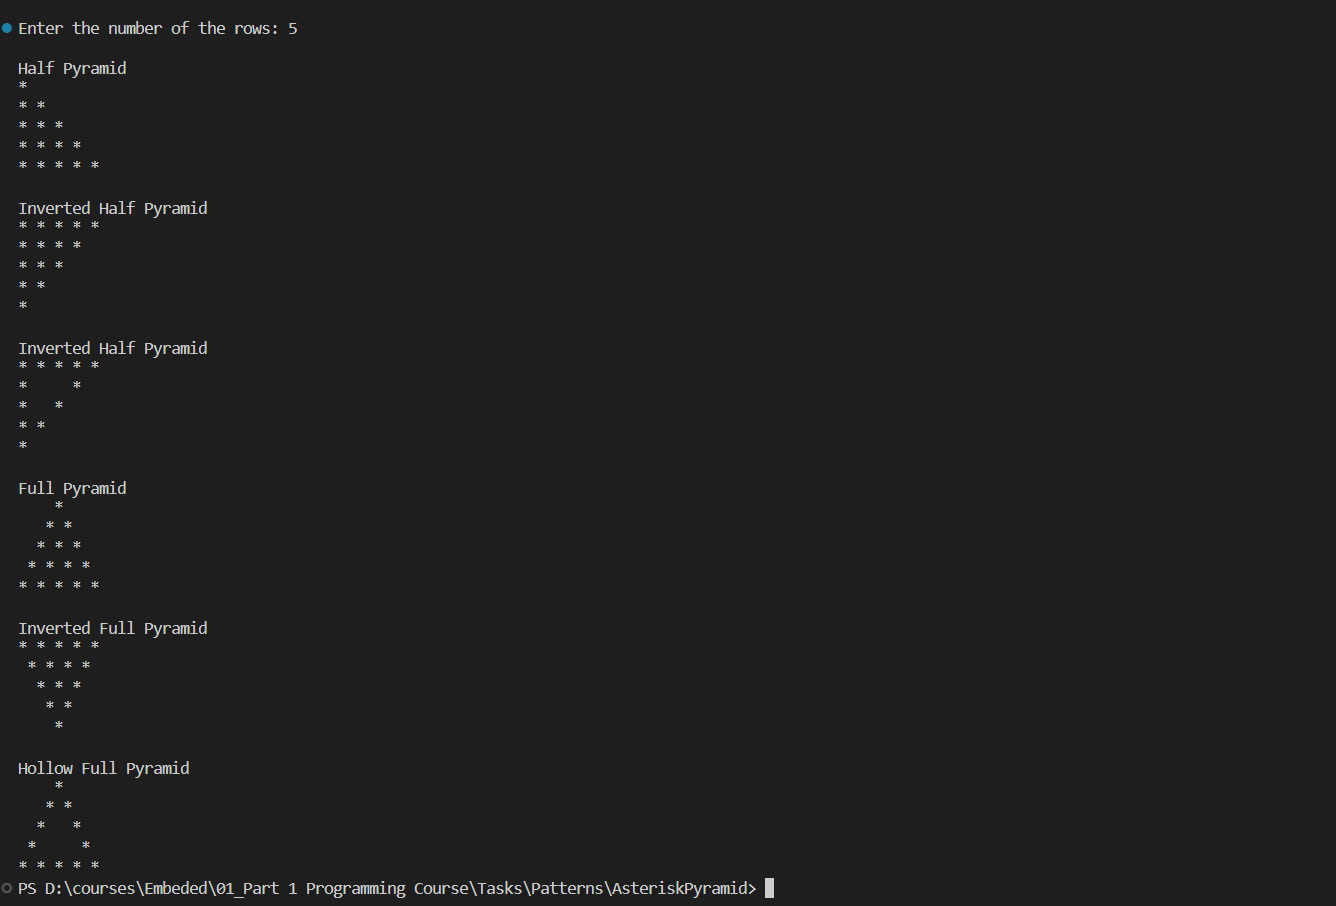 Enter the number of the rows: 5

Half Pyramid
*
* *
* * *
* * * *
* * * * *

Inverted Half Pyramid
* * * * *
* * * *
* * *
* *
*

Inverted Half Pyramid
* * * * *
*     *
*   *
* *
*

Full Pyramid
    *
   * *
  * * *
 * * * *
* * * * *

Inverted Full Pyramid
* * * * *
 * * * *
  * * *
   * *
    *

Hollow Full Pyramid
    *
   * *
  *   *
 *     *
* * * * *
PS D:\courses\Embeded\01_Part 1 Programming Course\Tasks\Patterns\AsteriskPyramid>